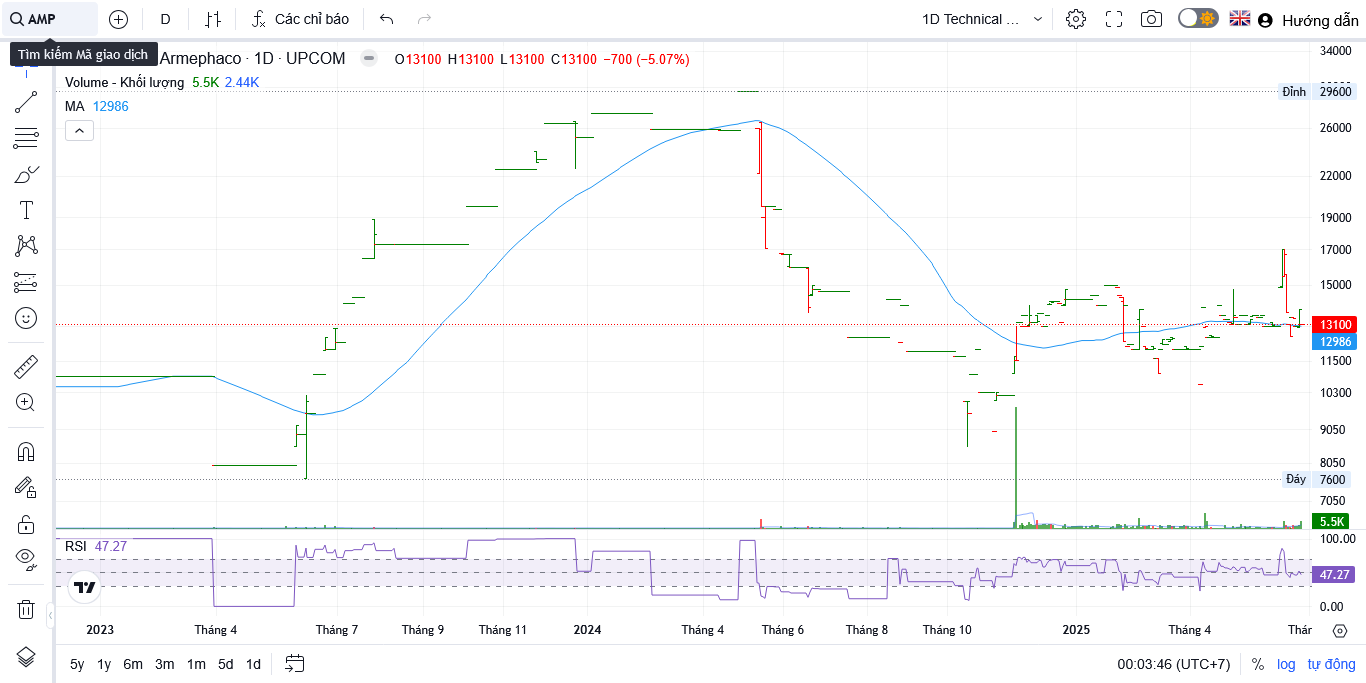 AMP D Các chỉ báo 1D Technical ... Hướng dẫn
Tìm kiếm Mã giao dịch
Armephaco · 1D · UPCOM O13100 H13100 L13100 C13100 −700 (−5.07%)
Volume - Khối lượng 5.5K 2.44K
MA 12986
34000
Đỉnh 29600
26000
22000
19000
17000
15000
13100
12986
11500
10300
9050
8050
Đáy 7600
7050
5.5K
RSI 47.27
100.00
47.27
0.00
2023 Tháng 4 Tháng 7 Tháng 9 Tháng 11 2024 Tháng 4 Tháng 6 Tháng 8 Tháng 10 2025 Tháng 4 Thár
5y 1y 6m 3m 1m 5d 1d 00:03:46 (UTC+7) % log tự động